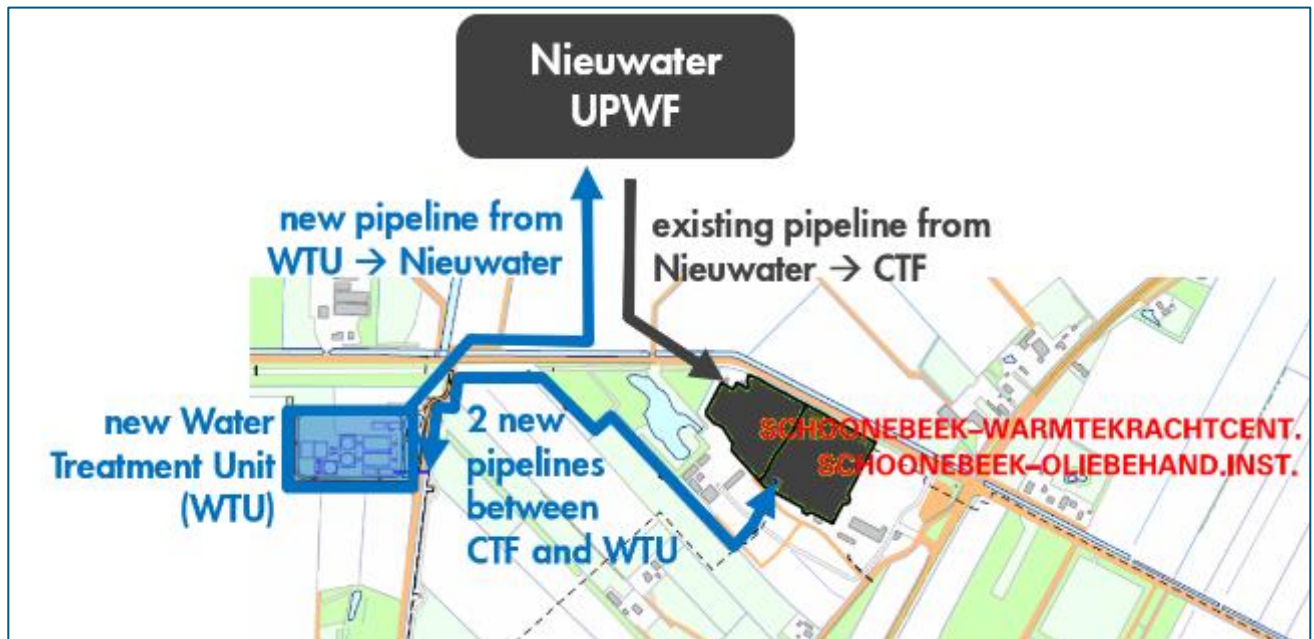 Nieuwater
UPWF
new pipeline from
WTU → Nieuwater
existing pipeline from
Nieuwater → CTF
new Water
Treatment Unit
(WTU)
2 new
pipelines
between
CTF and WTU
SCHOONEBEEK–WARMTEKRACHTCENT.
SCHOONEBEEK–OLIEBEHAND.INST.